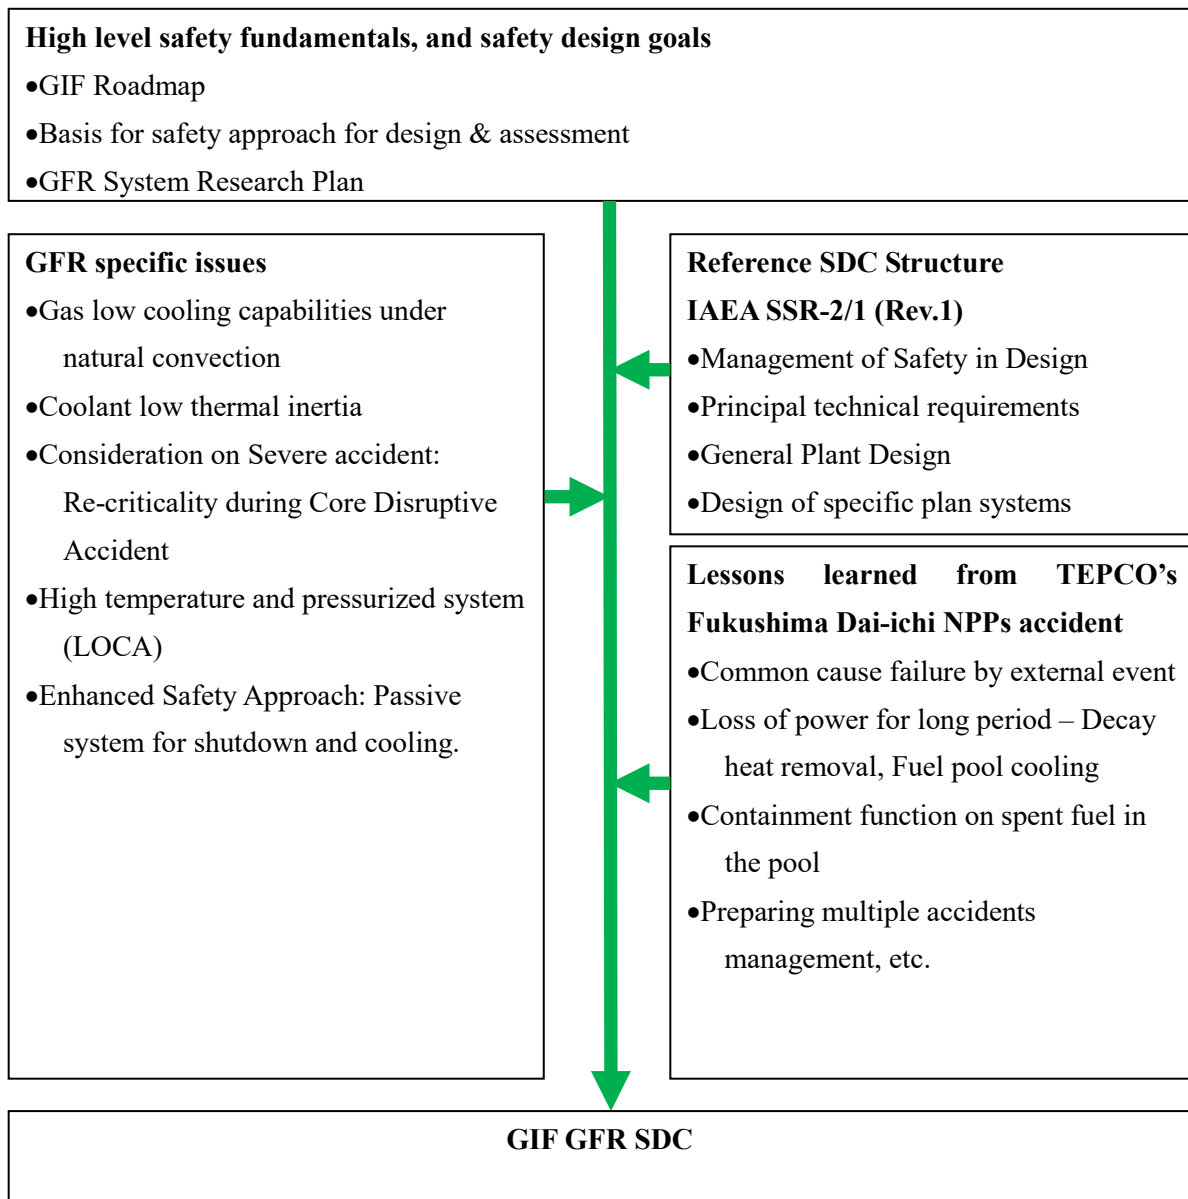 High level safety fundamentals, and safety design goals
•GIF Roadmap
•Basis for safety approach for design & assessment
•GFR System Research Plan
GFR specific issues
•Gas low cooling capabilities under
natural convection
•Coolant low thermal inertia
•Consideration on Severe accident:
Re-criticality during Core Disruptive
Accident
•High temperature and pressurized system
(LOCA)
•Enhanced Safety Approach: Passive
system for shutdown and cooling.
Reference SDC Structure
IAEA SSR-2/1 (Rev.1)
•Management of Safety in Design
•Principal technical requirements
•General Plant Design
•Design of specific plan systems
Lessons learned from TEPCO’s
Fukushima Dai-ichi NPPs accident
•Common cause failure by external event
•Loss of power for long period – Decay
heat removal, Fuel pool cooling
•Containment function on spent fuel in
the pool
•Preparing multiple accidents
management, etc.
GIF GFR SDC